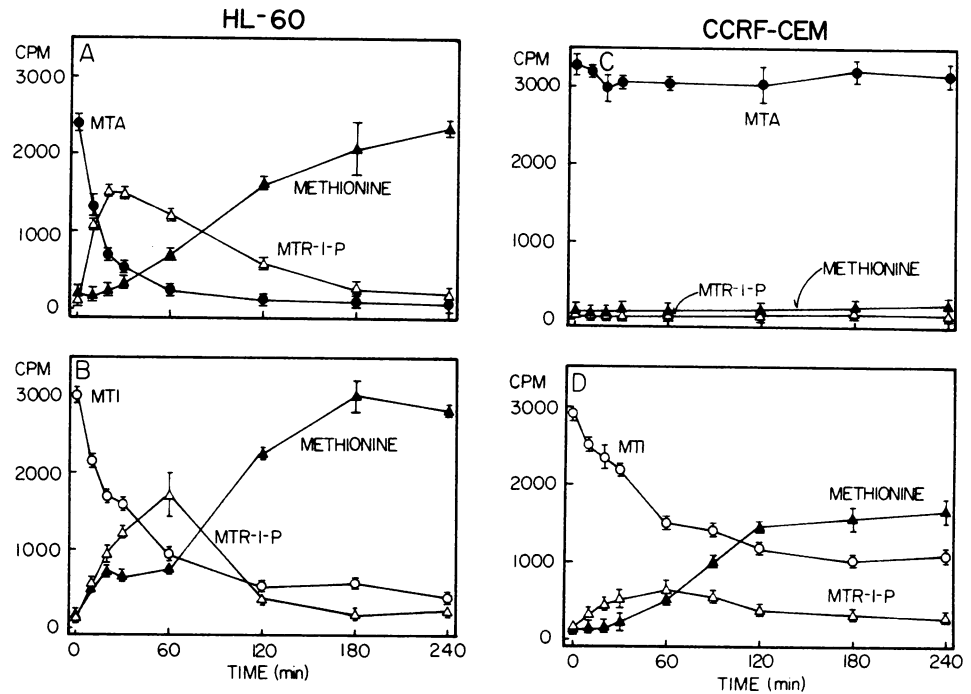 HL-60
CCRF-CEM
CPM
A
3000
2000
1000
0
MTA
METHIONINE
MTR-1-P
CPM
C
3000
2000
1000
0
MTA
METHIONINE
MTR-1-P
CPM
B
3000
2000
1000
0
MTI
METHIONINE
MTR-1-P
0 60 120 180 240
TIME (min)
CPM
D
3000
2000
1000
0
MTI
METHIONINE
MTR-1-P
0 60 120 180 240
TIME (min)